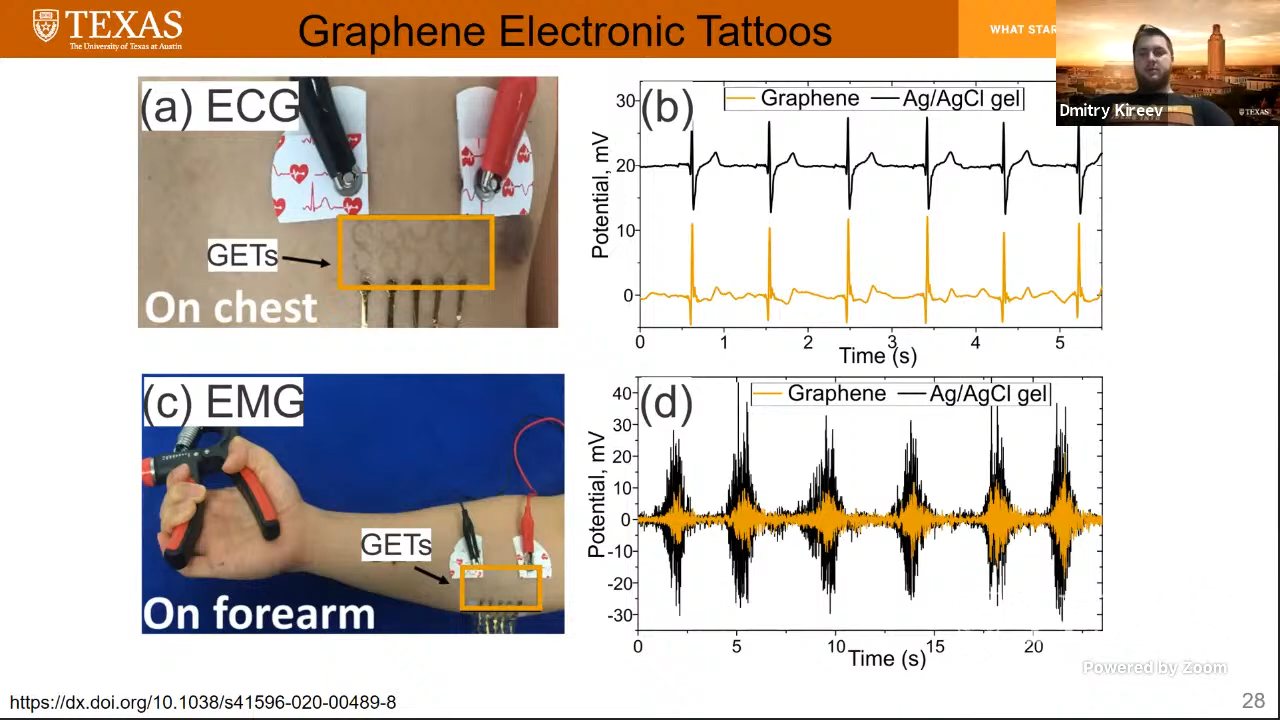 TEXAS
The University of Texas at Austin
Graphene Electronic Tattoos
WHAT STAR
Dmitry Kireev
TEXAS
(a) ECG
GETs
On chest
(b)
Graphene
Ag/AgCl gel
Potential, mV
30
20
10
0
0 1 2 3 4 5
Time (s)
(c) EMG
GETs
On forearm
(d)
Graphene
Ag/AgCl gel
Potential, mV
40
30
20
10
0
-10
-20
-30
0 5 10 15 20
Time (s)
Powered by Zoom
https://dx.doi.org/10.1038/s41596-020-00489-8
28